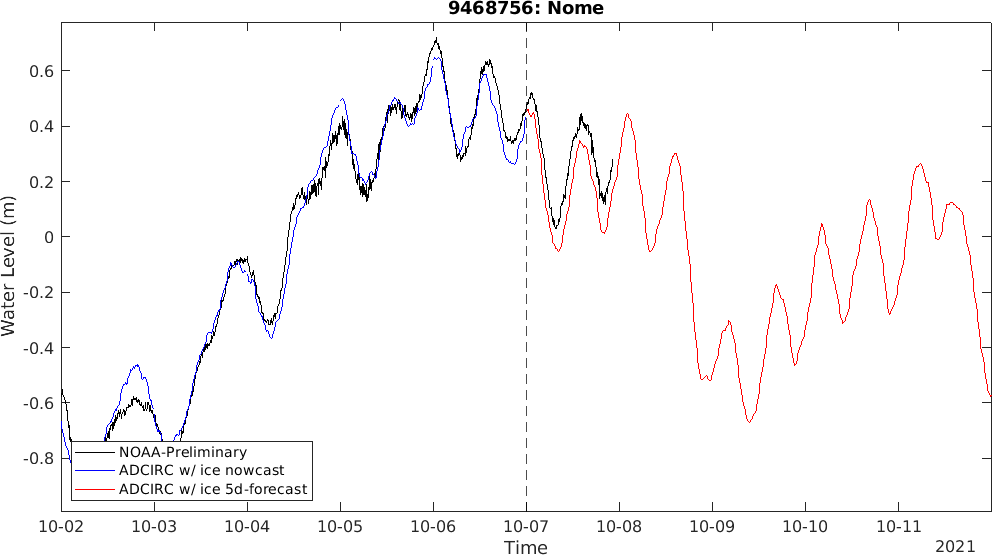 9468756: Nome
Water Level (m)
0.6
0.4
0.2
0
-0.2
-0.4
-0.6
-0.8
NOAA-Preliminary
ADCIRC w/ ice nowcast
ADCIRC w/ ice 5d-forecast
10-02 10-03 10-04 10-05 10-06 10-07 10-08 10-09 10-10 10-11
Time
2021